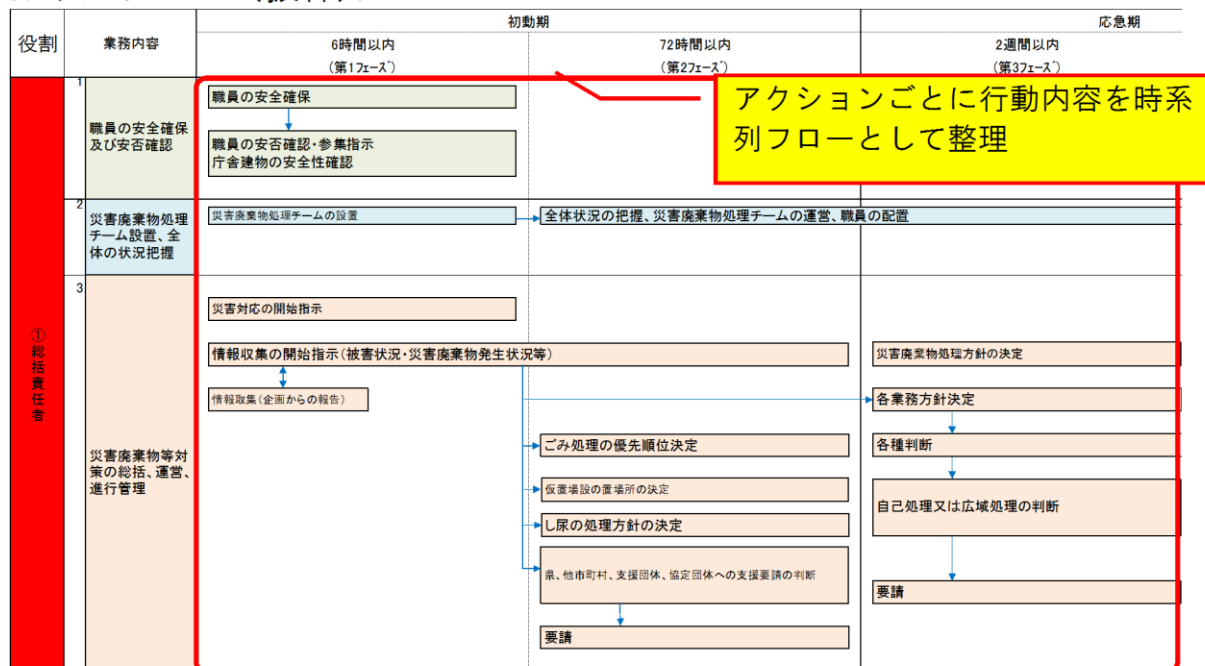 初動期
応急期
役割
業務内容
6時間以内
(第1フェーズ)
72時間以内
(第2フェーズ)
2週間以内
(第3フェーズ)
アクションごとに行動内容を時系
列フローとして整理
①総括責任者
1
職員の安全確保
及び安否確認
職員の安全確保
職員の安否確認・参集指示
庁舎建物の安全性確認
2
災害廃棄物処理
チーム設置、全
体の状況把握
災害廃棄物処理チームの設置
全体状況の把握、災害廃棄物処理チームの運営、職員の配置
3
災害廃棄物等対
策の総括、運営、
進行管理
災害対応の開始指示
情報収集の開始指示(被害状況・災害廃棄物発生状況等)
災害廃棄物処理方針の決定
情報取集(企画からの報告)
各業務方針決定
ごみ処理の優先順位決定
各種判断
仮置場設の置場所の決定
自己処理又は広域処理の判断
し尿の処理方針の決定
県、他市町村、支援団体、協定団体への支援要請の判断
要請
要請